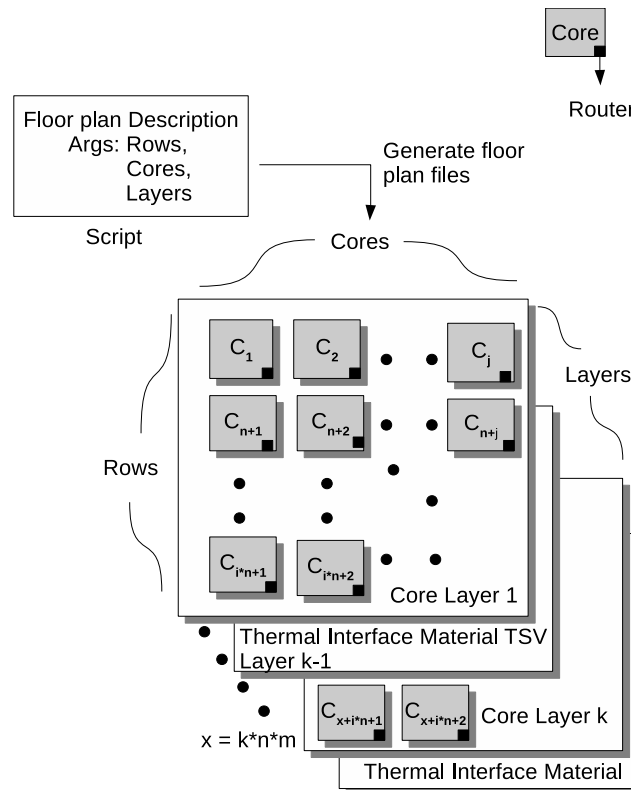 Core
Router
Floor plan Description
Args: Rows,
Cores,
Layers
Script
Generate floor
plan files
Cores
C1 C2 Cj
Layers
Cn+1 Cn+2 Cn+j
Rows
Ci*n+1 Ci*n+2
Core Layer 1
Thermal Interface Material TSV
Layer k-1
Cx+i*n+1 Cx+i*n+2 Core Layer k
x = k*n*m
Thermal Interface Material